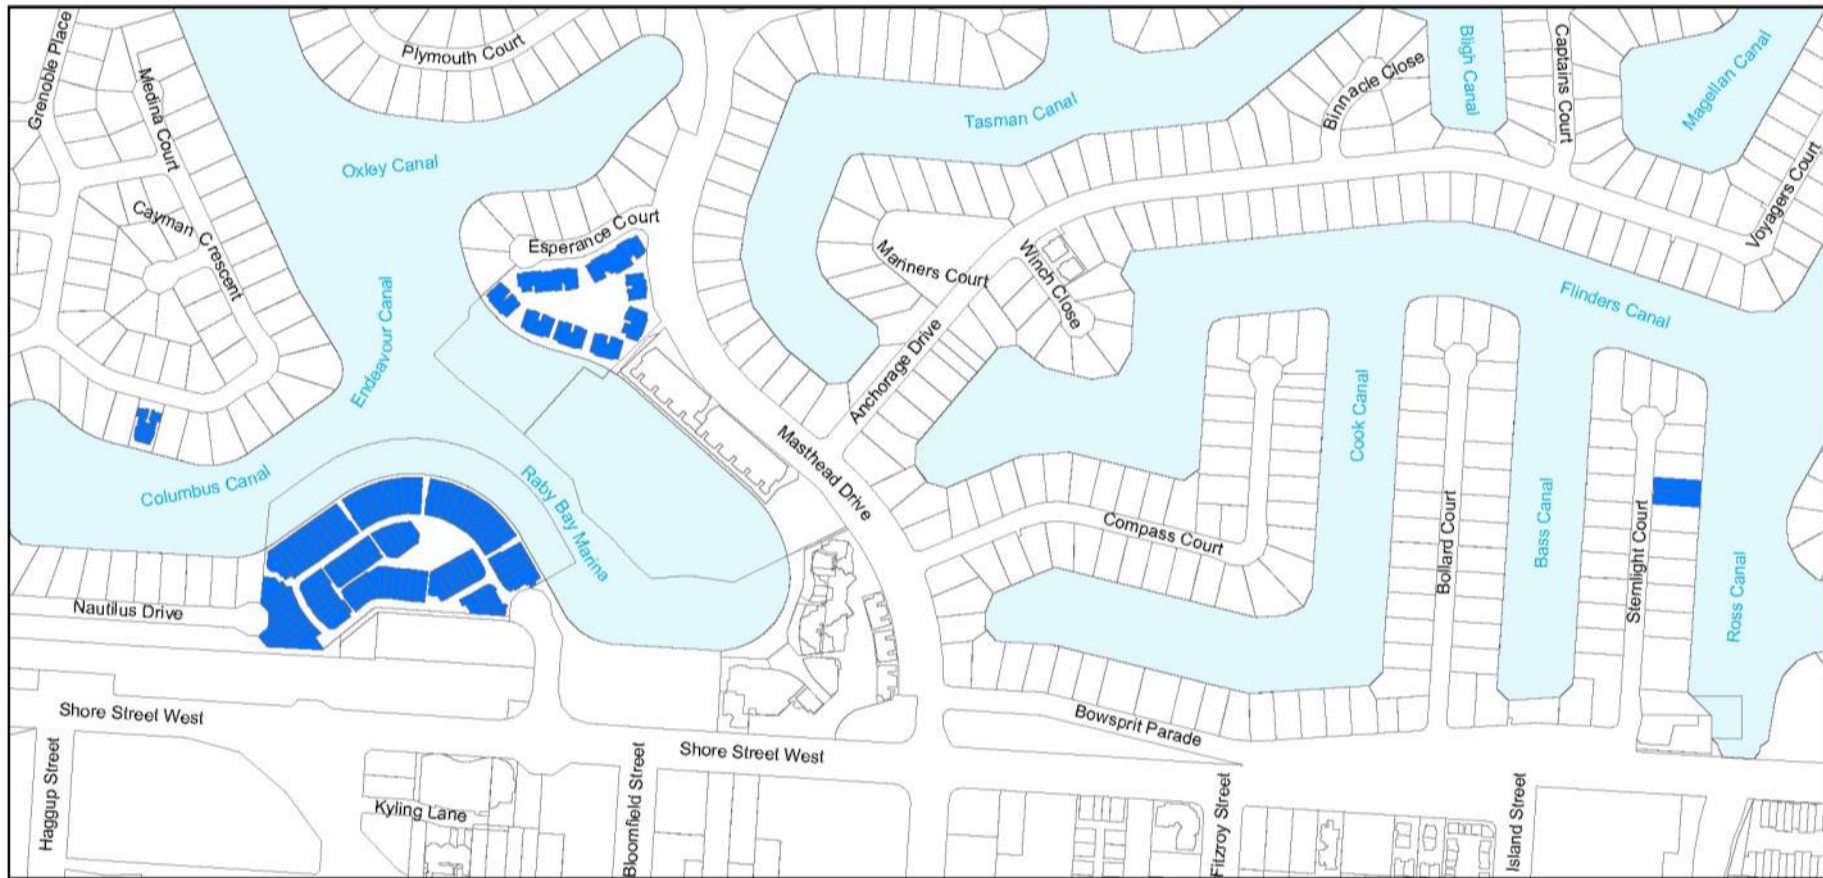 Grenoble Place
Medina Court
Plymouth Court
Oxley Canal
Tasman Canal
Binnacle Close
Bligh Canal
Captains Court
Magellan Canal
Voyagers Court
Cayman Crescent
Esperance Court
Mariners Court
Winch Close
Endeavour Canal
Flinders Canal
Anchorage Drive
Masthead Drive
Cook Canal
Columbus Canal
Raby Bay Marina
Compass Court
Bollard Court
Bass Canal
Sternlight Court
Ross Canal
Nautilus Drive
Shore Street West
Shore Street West
Bowsprit Parade
Haggup Street
Kyling Lane
Bloomfield Street
Fitzroy Street
Island Street